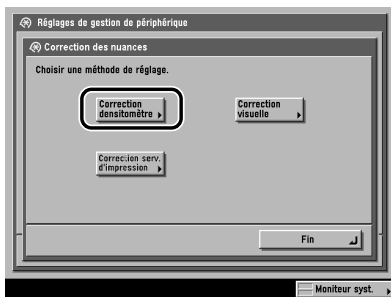 Réglages de gestion de périphérique
Correction des nuances
Choisir une méthode de réglage.
Correction
densitomètre
Correction
visuelle
Correction serv.
d'impression
Fin
Moniteur syst.